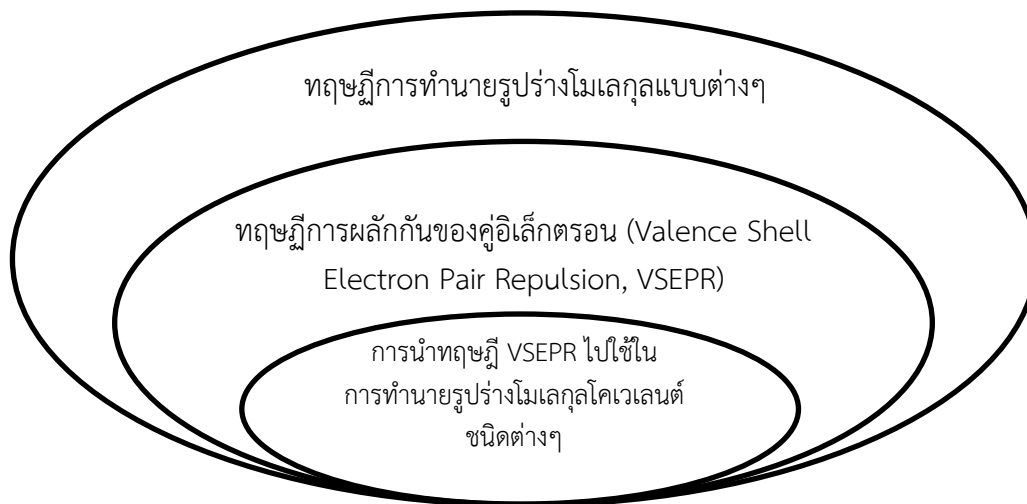 ทฤษฏีการทำนายรูปร่างโมเลกุลแบบต่างๆ
ทฤษฏีการผลักกันของคู่อิเล็กตรอน (Valence Shell
Electron Pair Repulsion, VSEPR)
การนำทฤษฎี VSEPR ไปใช้ใน
การทำนายรูปร่างโมเลกุลโคเวเลนต์
ชนิดต่างๆ